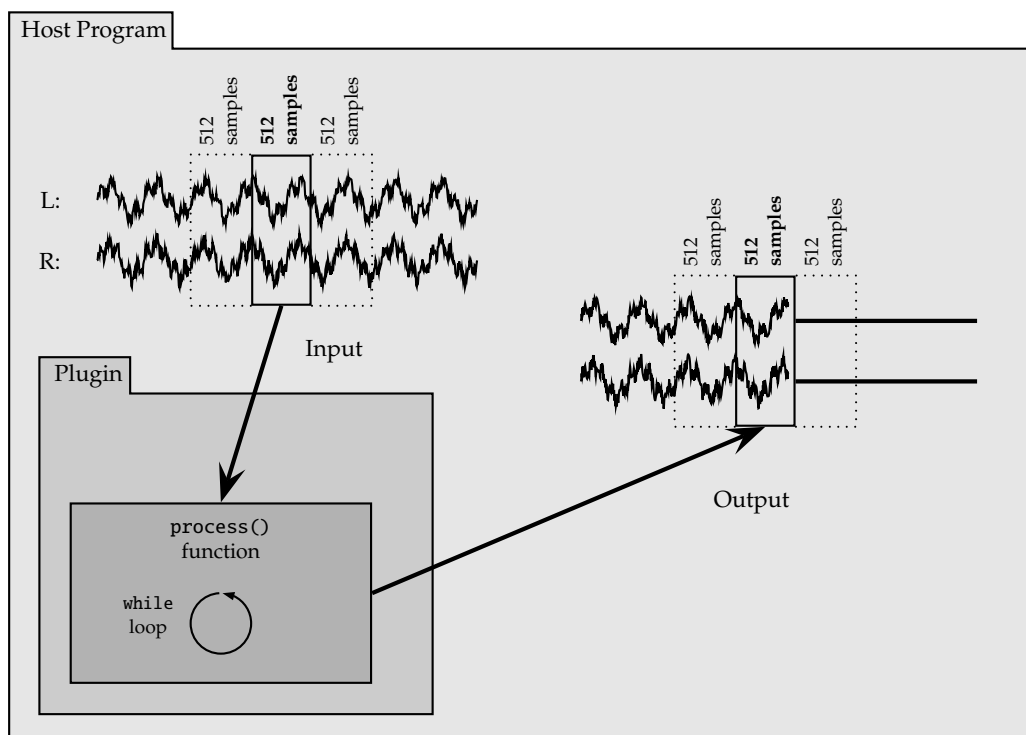 Host Program
512
samples
512
samples
512
samples
L:
R:
512
samples
512
samples
512
samples
Input
Plugin
Output
process()
function
while
loop